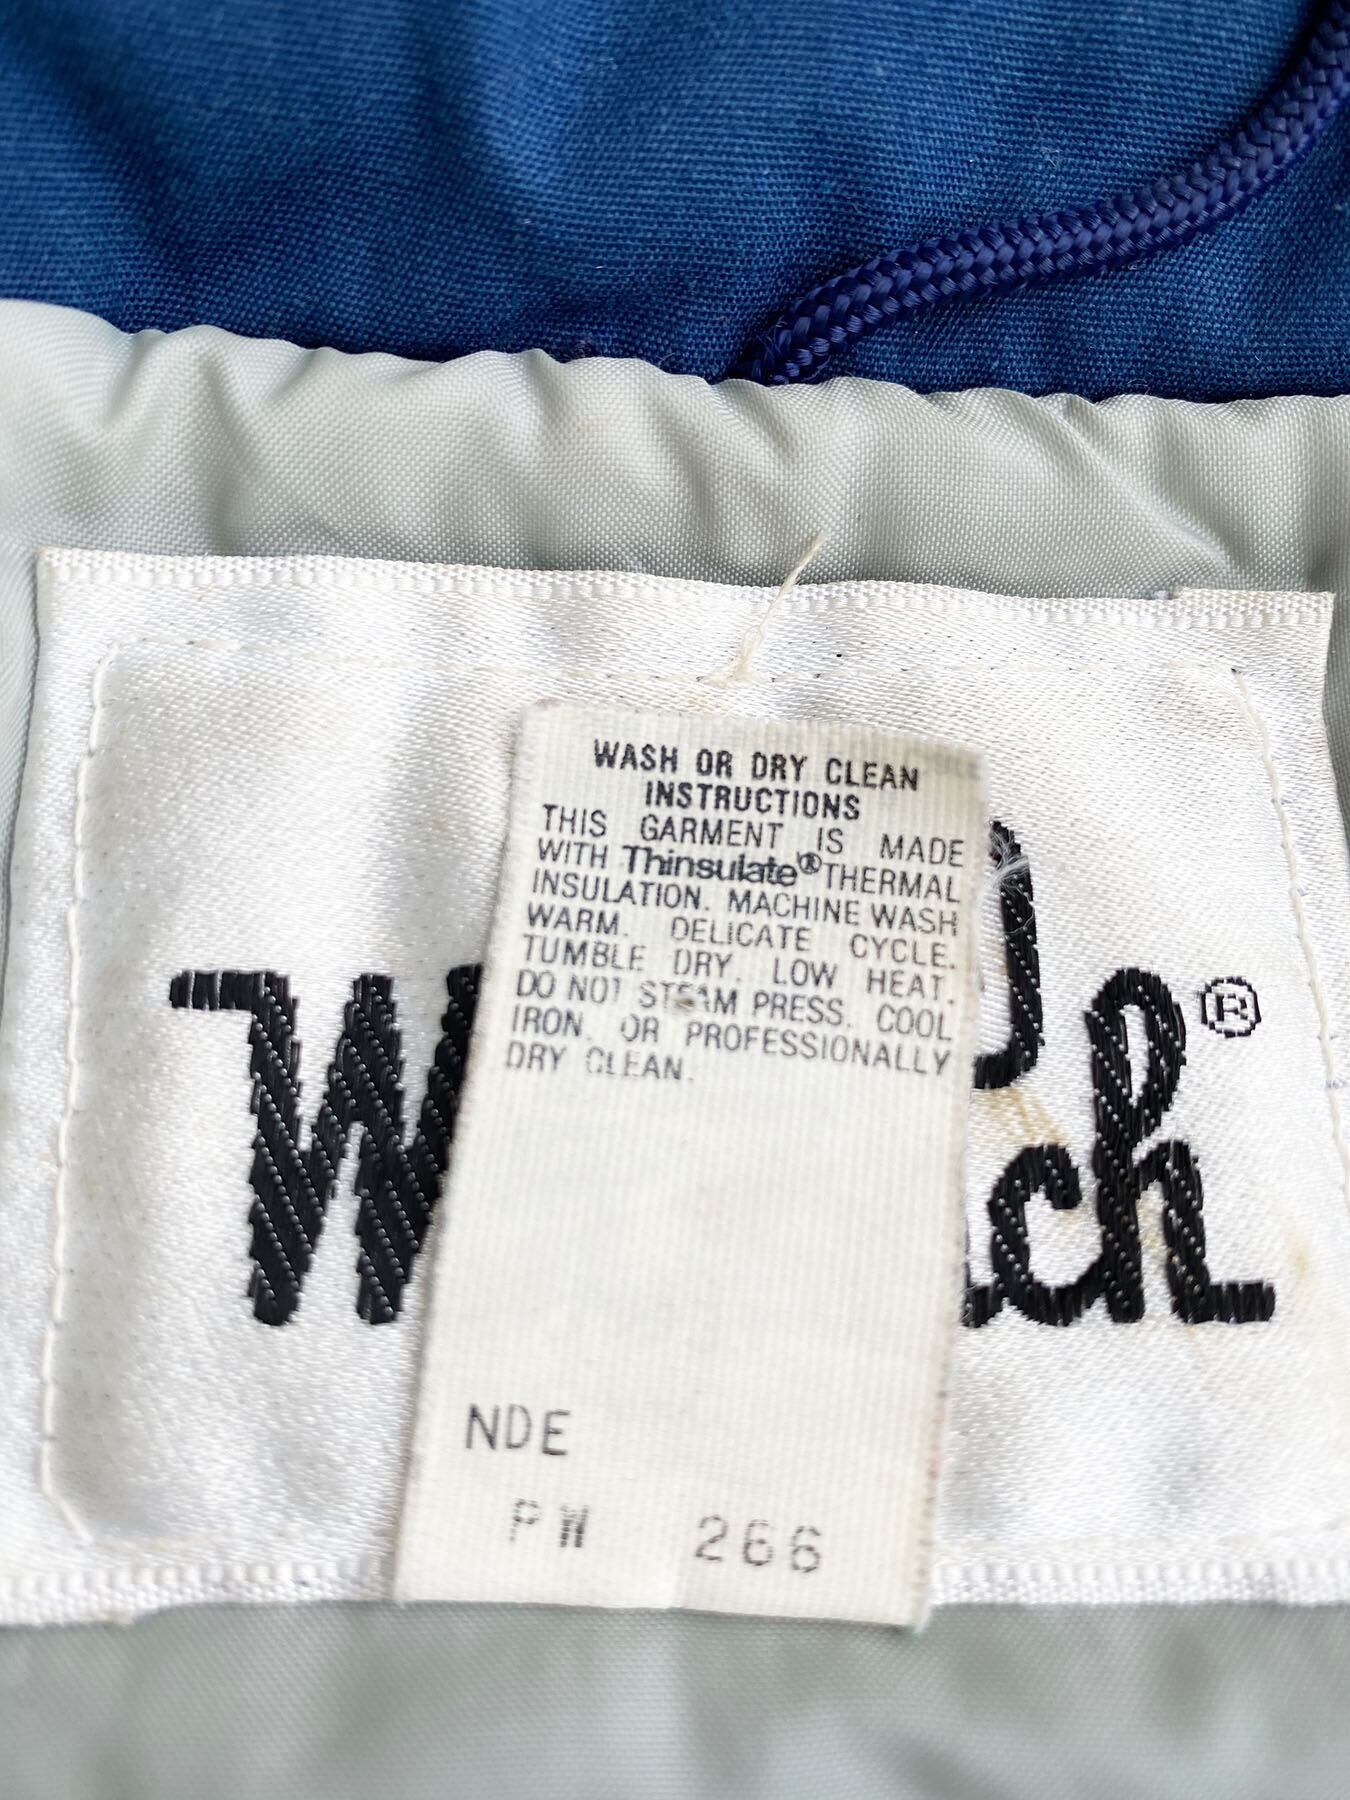 WASH OR DRY CLEAN
INSTRUCTIONS
THIS GARMENT IS MADE
WITH Thinsulate® THERMAL
INSULATION. MACHINE WASH
WARM. DELICATE CYCLE.
TUMBLE DRY. LOW HEAT.
DO NOT STEAM PRESS. COOL
IRON. OR PROFESSIONALLY
DRY CLEAN.
®
NDE
PW 266